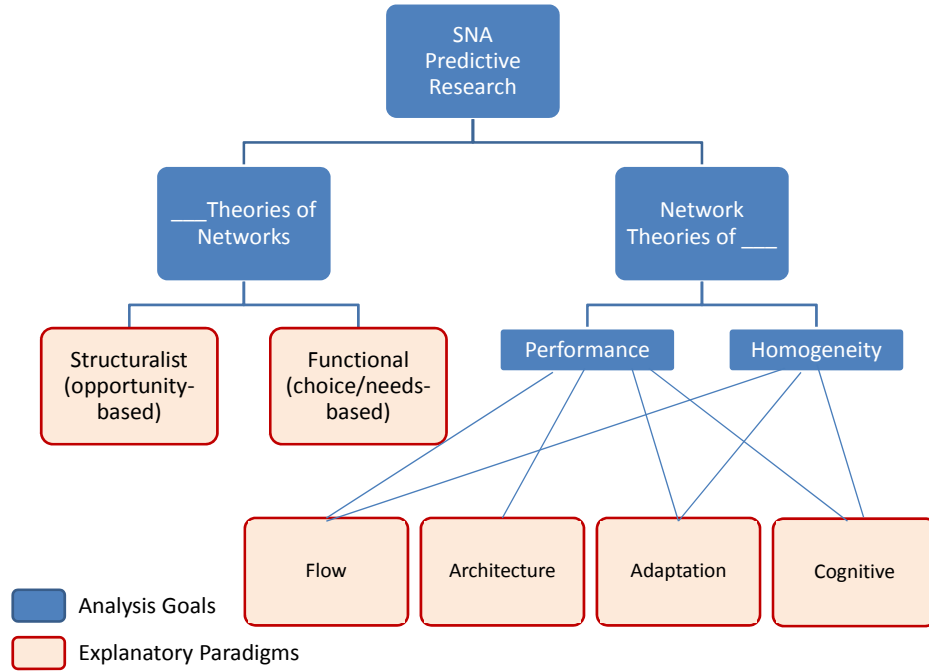 SNA
Predictive
Research
___Theories of
Networks
Network
Theories of ___
Structuralist
(opportunity-
based)
Functional
(choice/needs-
based)
Performance
Homogeneity
Flow
Architecture
Adaptation
Cognitive
Analysis Goals
Explanatory Paradigms